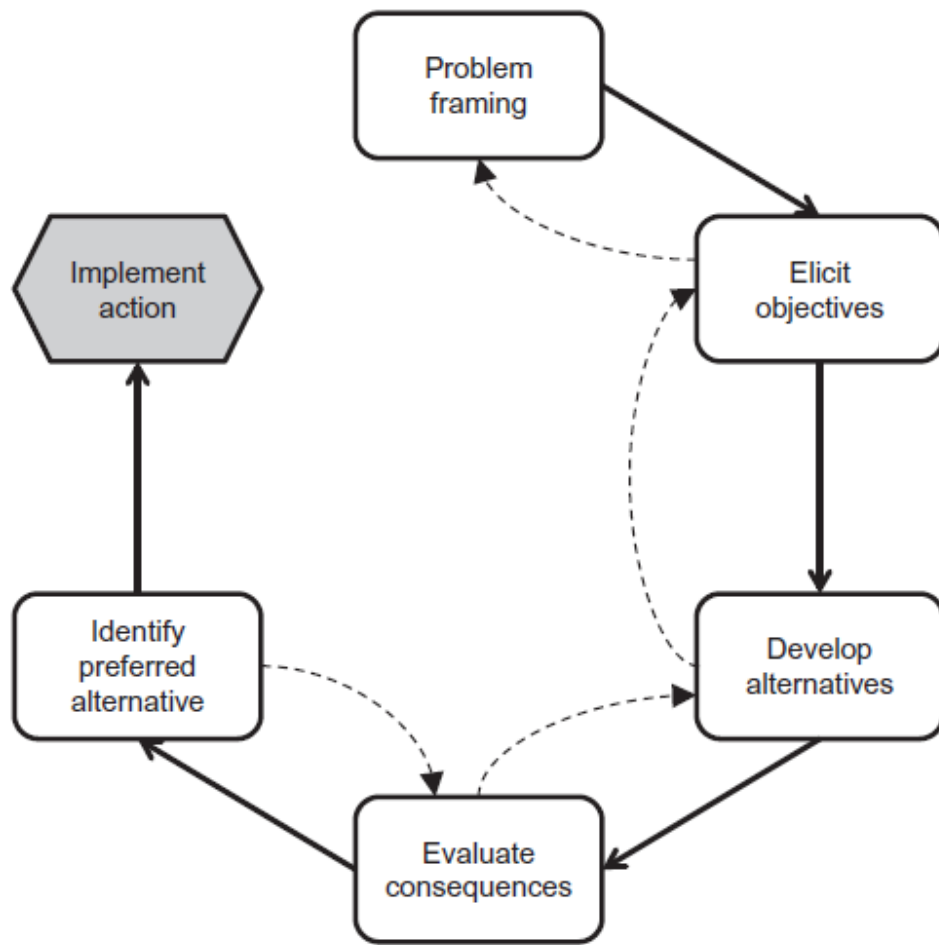 Problem
framing
Elicit
objectives
Develop
alternatives
Evaluate
consequences
Identify
preferred
alternative
Implement
action